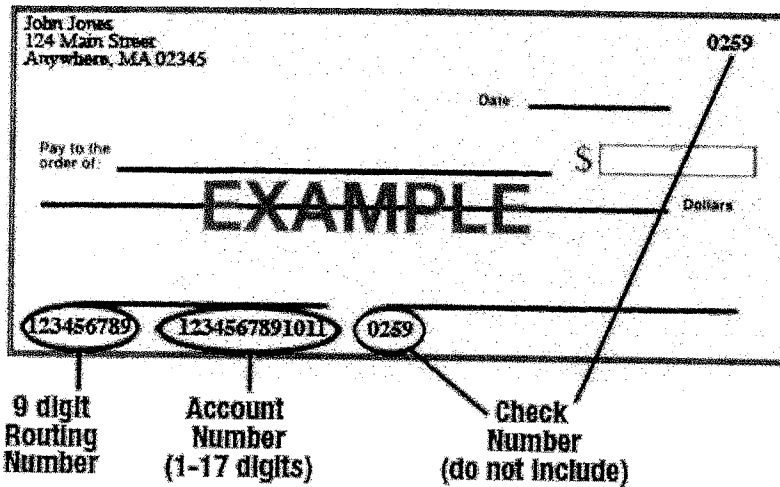 John Jones
124 Main Street
Anywhere, MA 02345
0259
Date
Pay to the
order of:
$
EXAMPLE
Dollars
123456789
1234567891011
0259
9 digit
Routing
Number
Account
Number
(1-17 digits)
Check
Number
(do not include)